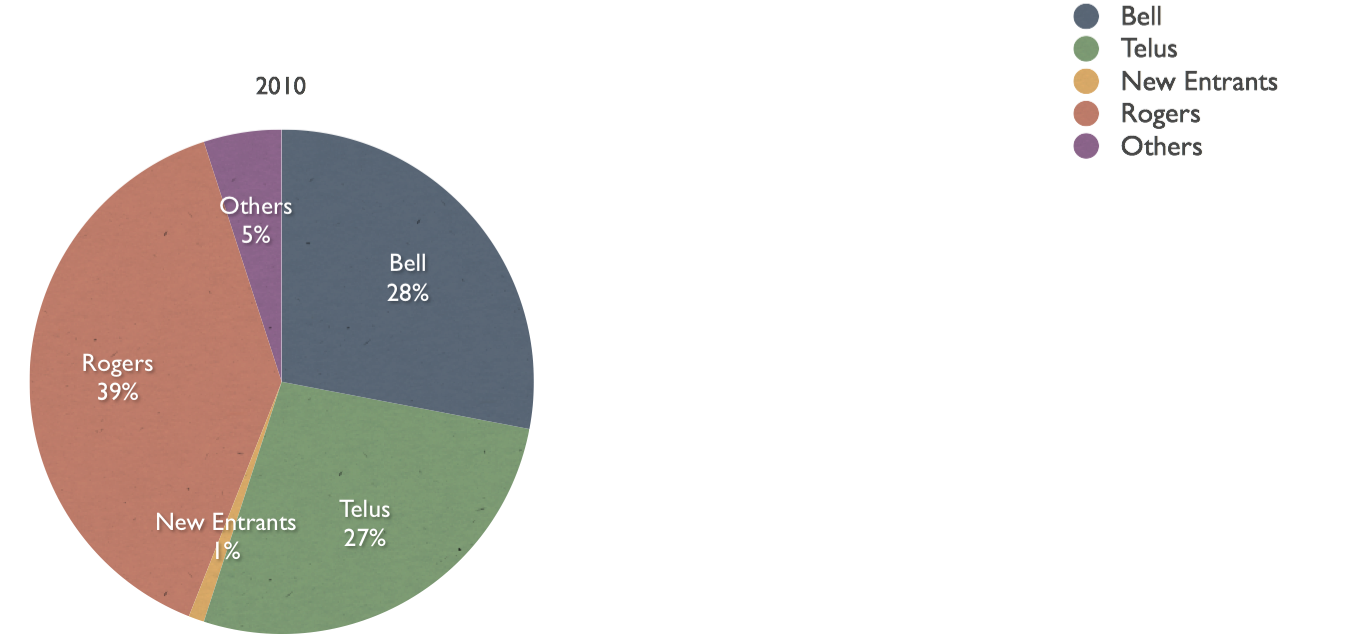 Bell
Telus
New Entrants
Rogers
Others
2010
Others
5%
Bell
28%
Rogers
39%
Telus
27%
New Entrants
1%